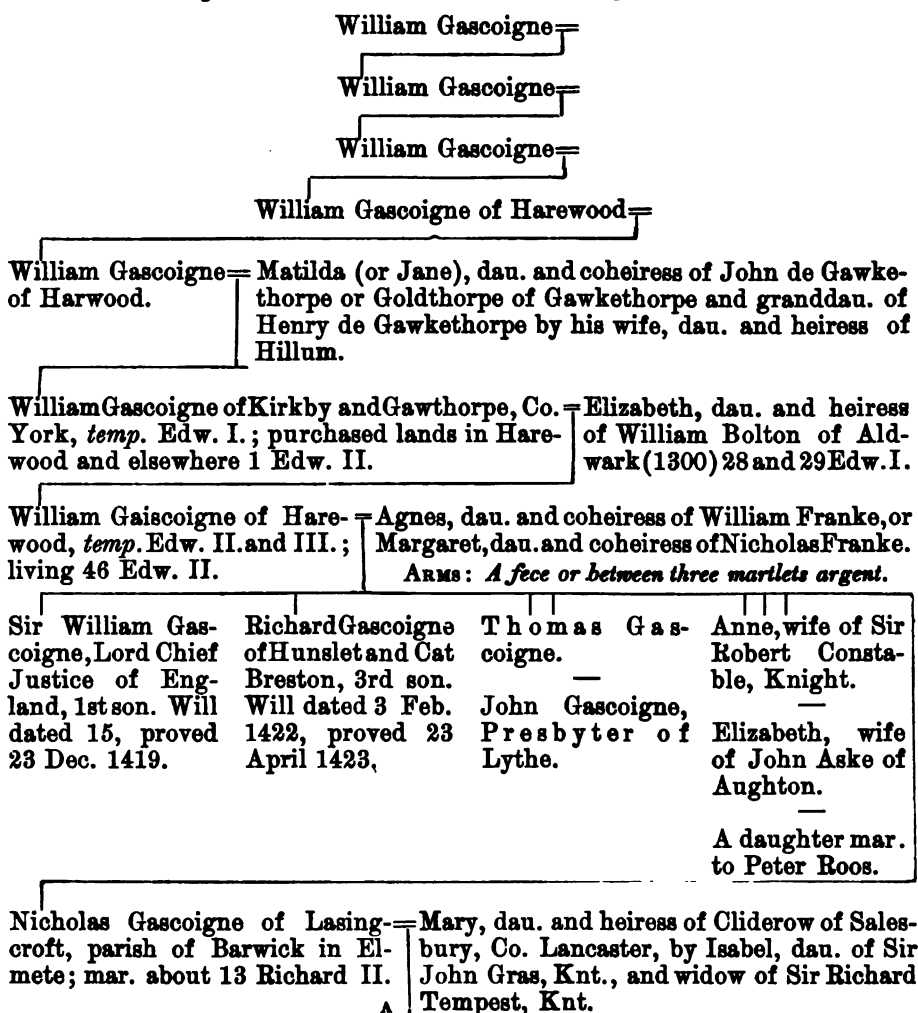 William Gascoigne=
William Gascoigne=
William Gascoigne=
William Gascoigne of Harewood=
William Gascoigne=
of Harwood.
Matilda (or Jane), dau. and coheiress of John de Gawke-
thorpe or Goldthorpe of Gawkethorpe and granddau. of
Henry de Gawkethorpe by his wife, dau. and heiress of
Hillum.
William Gascoigne of Kirkby and Gawthorpe, Co.=
York, temp. Edw. I.; purchased lands in Hare-
wood and elsewhere 1 Edw. II.
Elizabeth, dau. and heiress
of William Bolton of Ald-
wark (1300) 28 and 29 Edw. I.
William Gaiscoigne of Hare-=
wood, temp. Edw. II. and III.;
living 46 Edw. II.
Agnes, dau. and coheiress of William Franke, or
Margaret, dau. and coheiress of Nicholas Franke.
ARMS: A fece or between three martlets argent.
Sir William Gas-
coigne, Lord Chief
Justice of Eng-
land, 1st son. Will
dated 15, proved
23 Dec. 1419.
Richard Gascoigne
of Hunslet and Cat
Breston, 3rd son.
Will dated 3 Feb.
1422, proved 23
April 1423,
Thomas Gas-
coigne.
—
John Gascoigne,
Presbyter of
Lythe.
Anne, wife of Sir
Robert Consta-
ble, Knight.
—
Elizabeth, wife
of John Aske of
Aughton.
—
A daughter mar.
to Peter Roos.
Nicholas Gascoigne of Lasing-=
croft, parish of Barwick in El-
mete; mar. about 13 Richard II.
A
Mary, dau. and heiress of Cliderow of Sales-
bury, Co. Lancaster, by Isabel, dau. of Sir
John Gras, Knt., and widow of Sir Richard
Tempest, Knt.